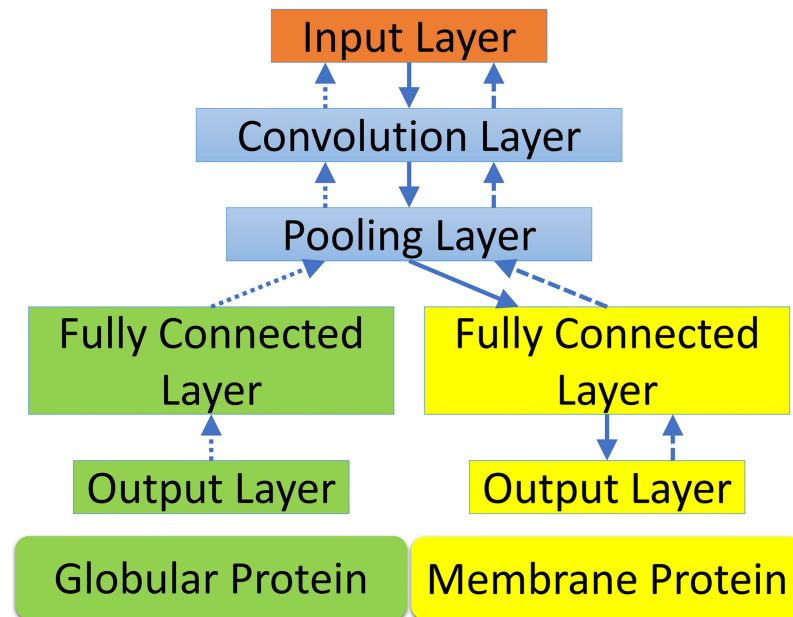 Input Layer
Convolution Layer
Pooling Layer
Fully Connected
Layer
Fully Connected
Layer
Output Layer
Output Layer
Globular Protein
Membrane Protein